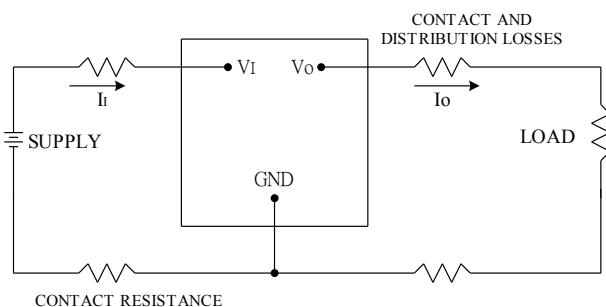 CONTACT AND
DISTRIBUTION LOSSES
VI
VO
II
IO
SUPPLY
LOAD
GND
CONTACT RESISTANCE